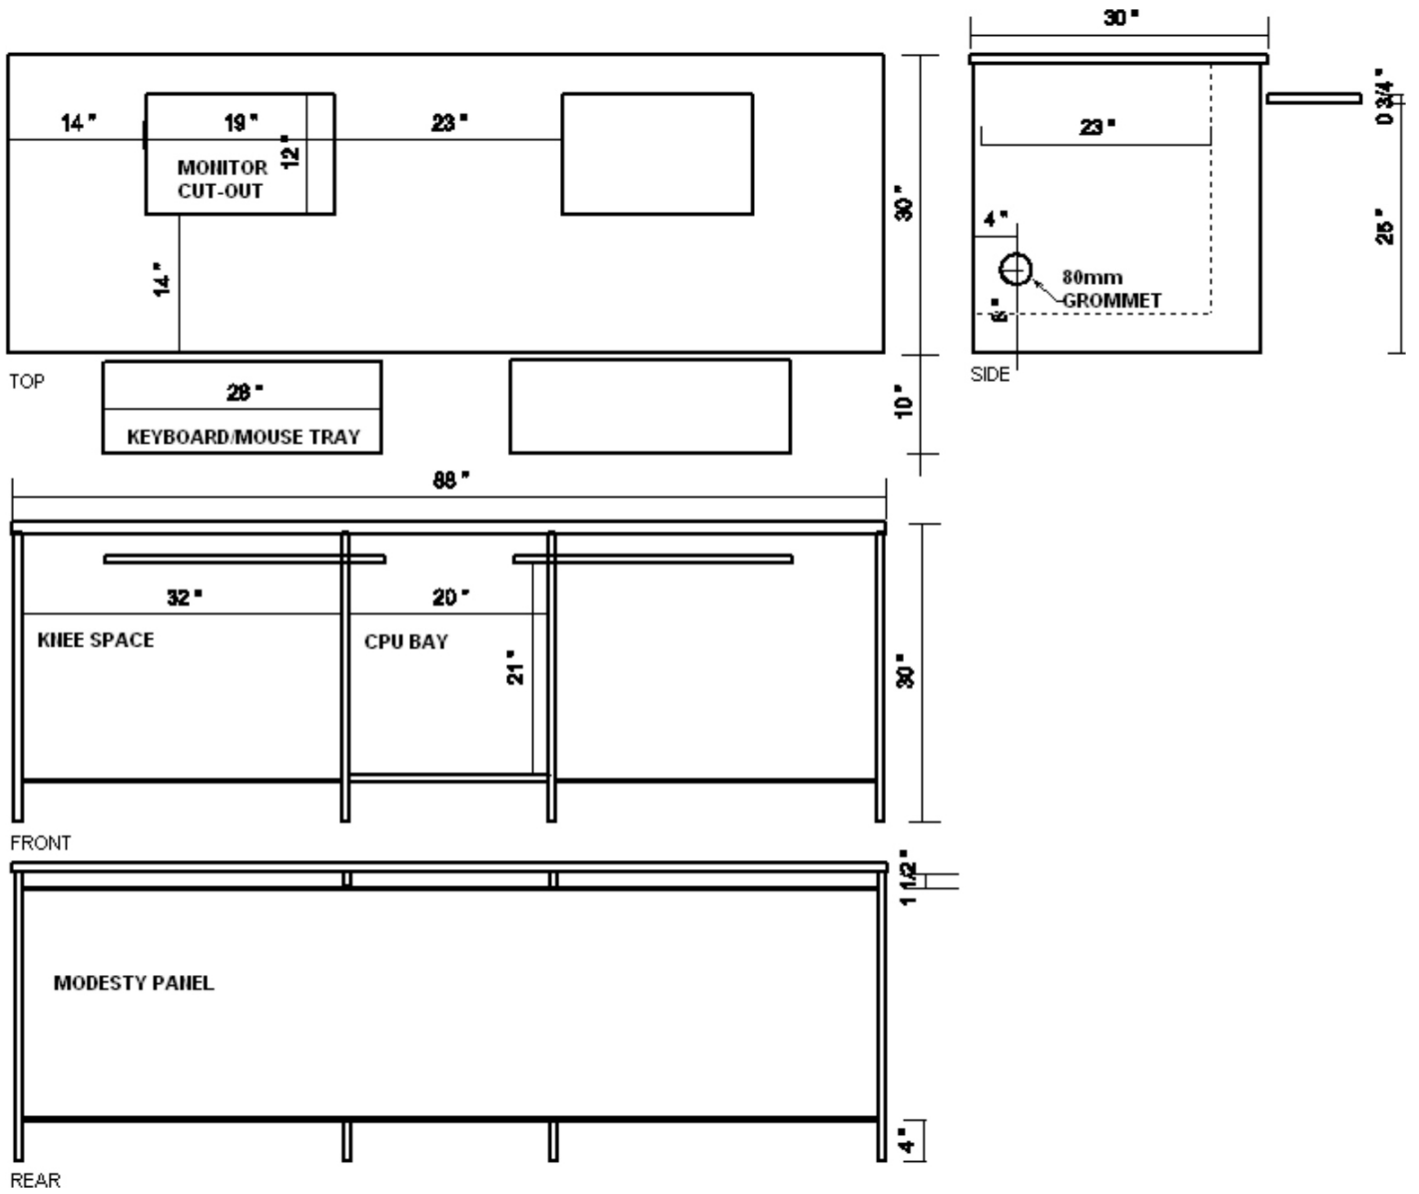 30 "
14 "
19 "
23 "
12 "
MONITOR
CUT-OUT
14 "
30 "
0 3/4 "
23 "
4 "
25 "
80mm
GROMMET
6"
TOP
SIDE
28 "
10 "
KEYBOARD/MOUSE TRAY
88 "
32 "
20 "
KNEE SPACE
CPU BAY
21 "
30 "
FRONT
1 1/2 "
MODESTY PANEL
4 "
REAR